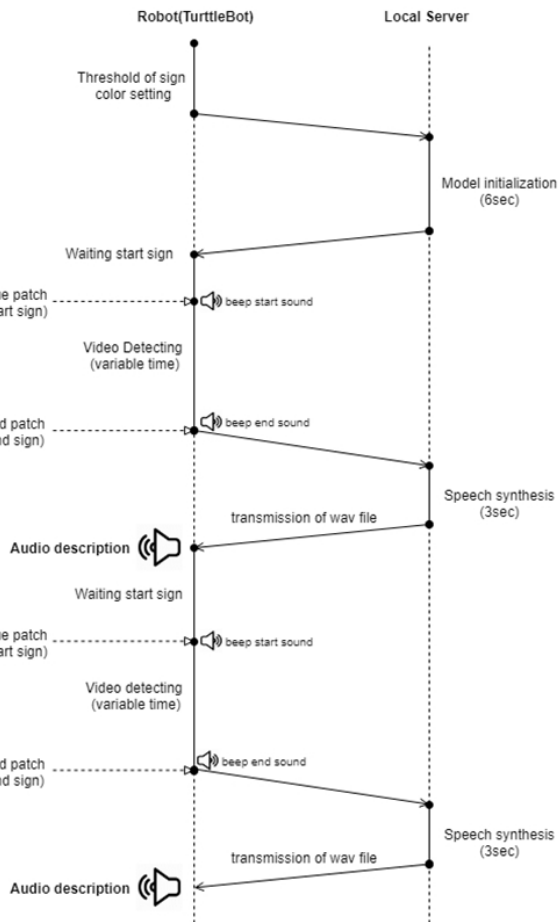 Robot(TurttleBot)
Local Server
Threshold of sign
color setting
Model initialization
(6sec)
Waiting start sign
patch
beep start sound
sign)
Video Detecting
(variable time)
patch
beep end sound
sign)
Speech synthesis
(3sec)
transmission of wav file
Audio description
Waiting start sign
patch
beep start sound
sign)
Video detecting
(variable time)
patch
beep end sound
sign)
Speech synthesis
(3sec)
transmission of wav file
Audio description